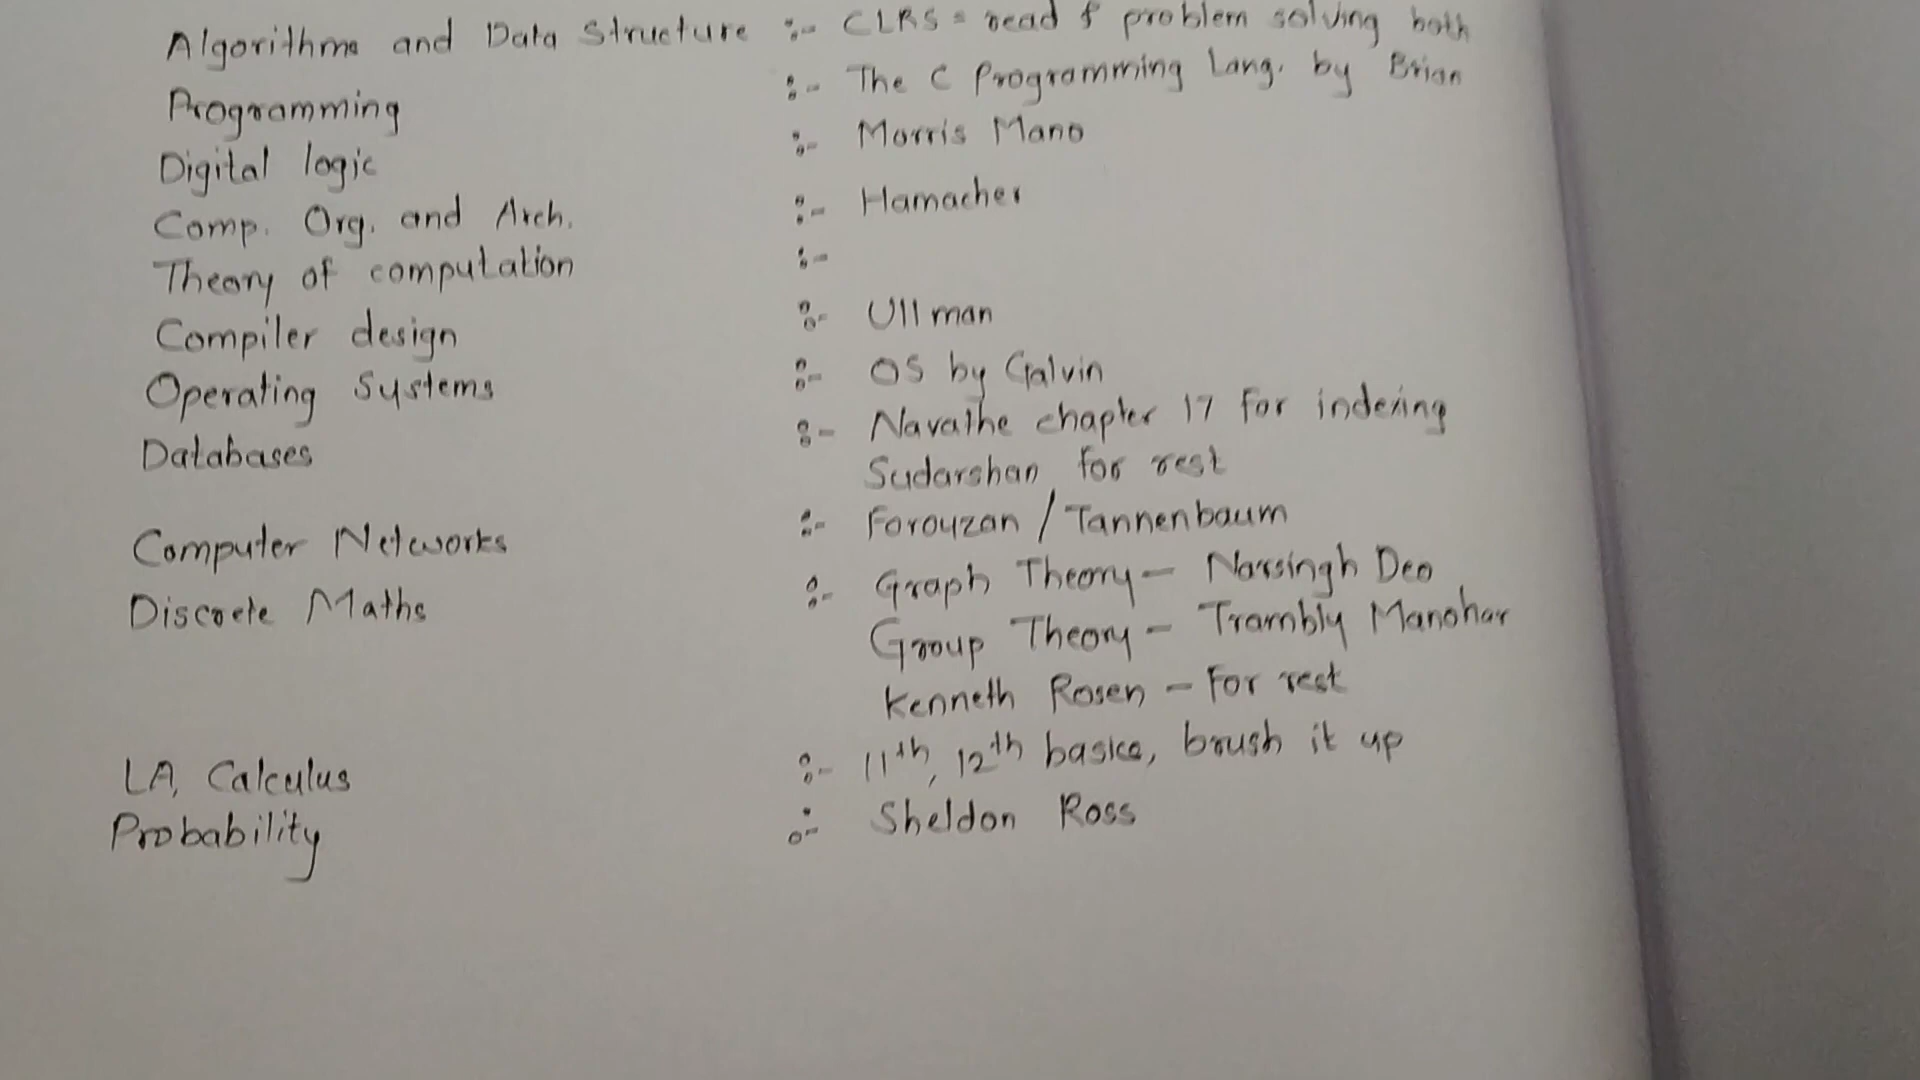 Algorithms and Data Structure :- CLRS = read & problem solving both
Programming :- The C Programming Lang. by Brian
Digital logic :- Morris Mano
Comp. Org. and Arch. :- Hamacher
Theory of computation :-
Compiler design :- Ullman
Operating Systems :- OS by Galvin
Databases :- Navathe chapter 17 for indexing
Sudarshan for rest
Computer Networks :- Forouzan / Tannenbaum
Discrete Maths :- Graph Theory - Narsingh Deo
Group Theory - Trambly Manohar
Kenneth Rosen - For rest
LA, Calculus :- 11th, 12th basics, brush it up
Probability :- Sheldon Ross